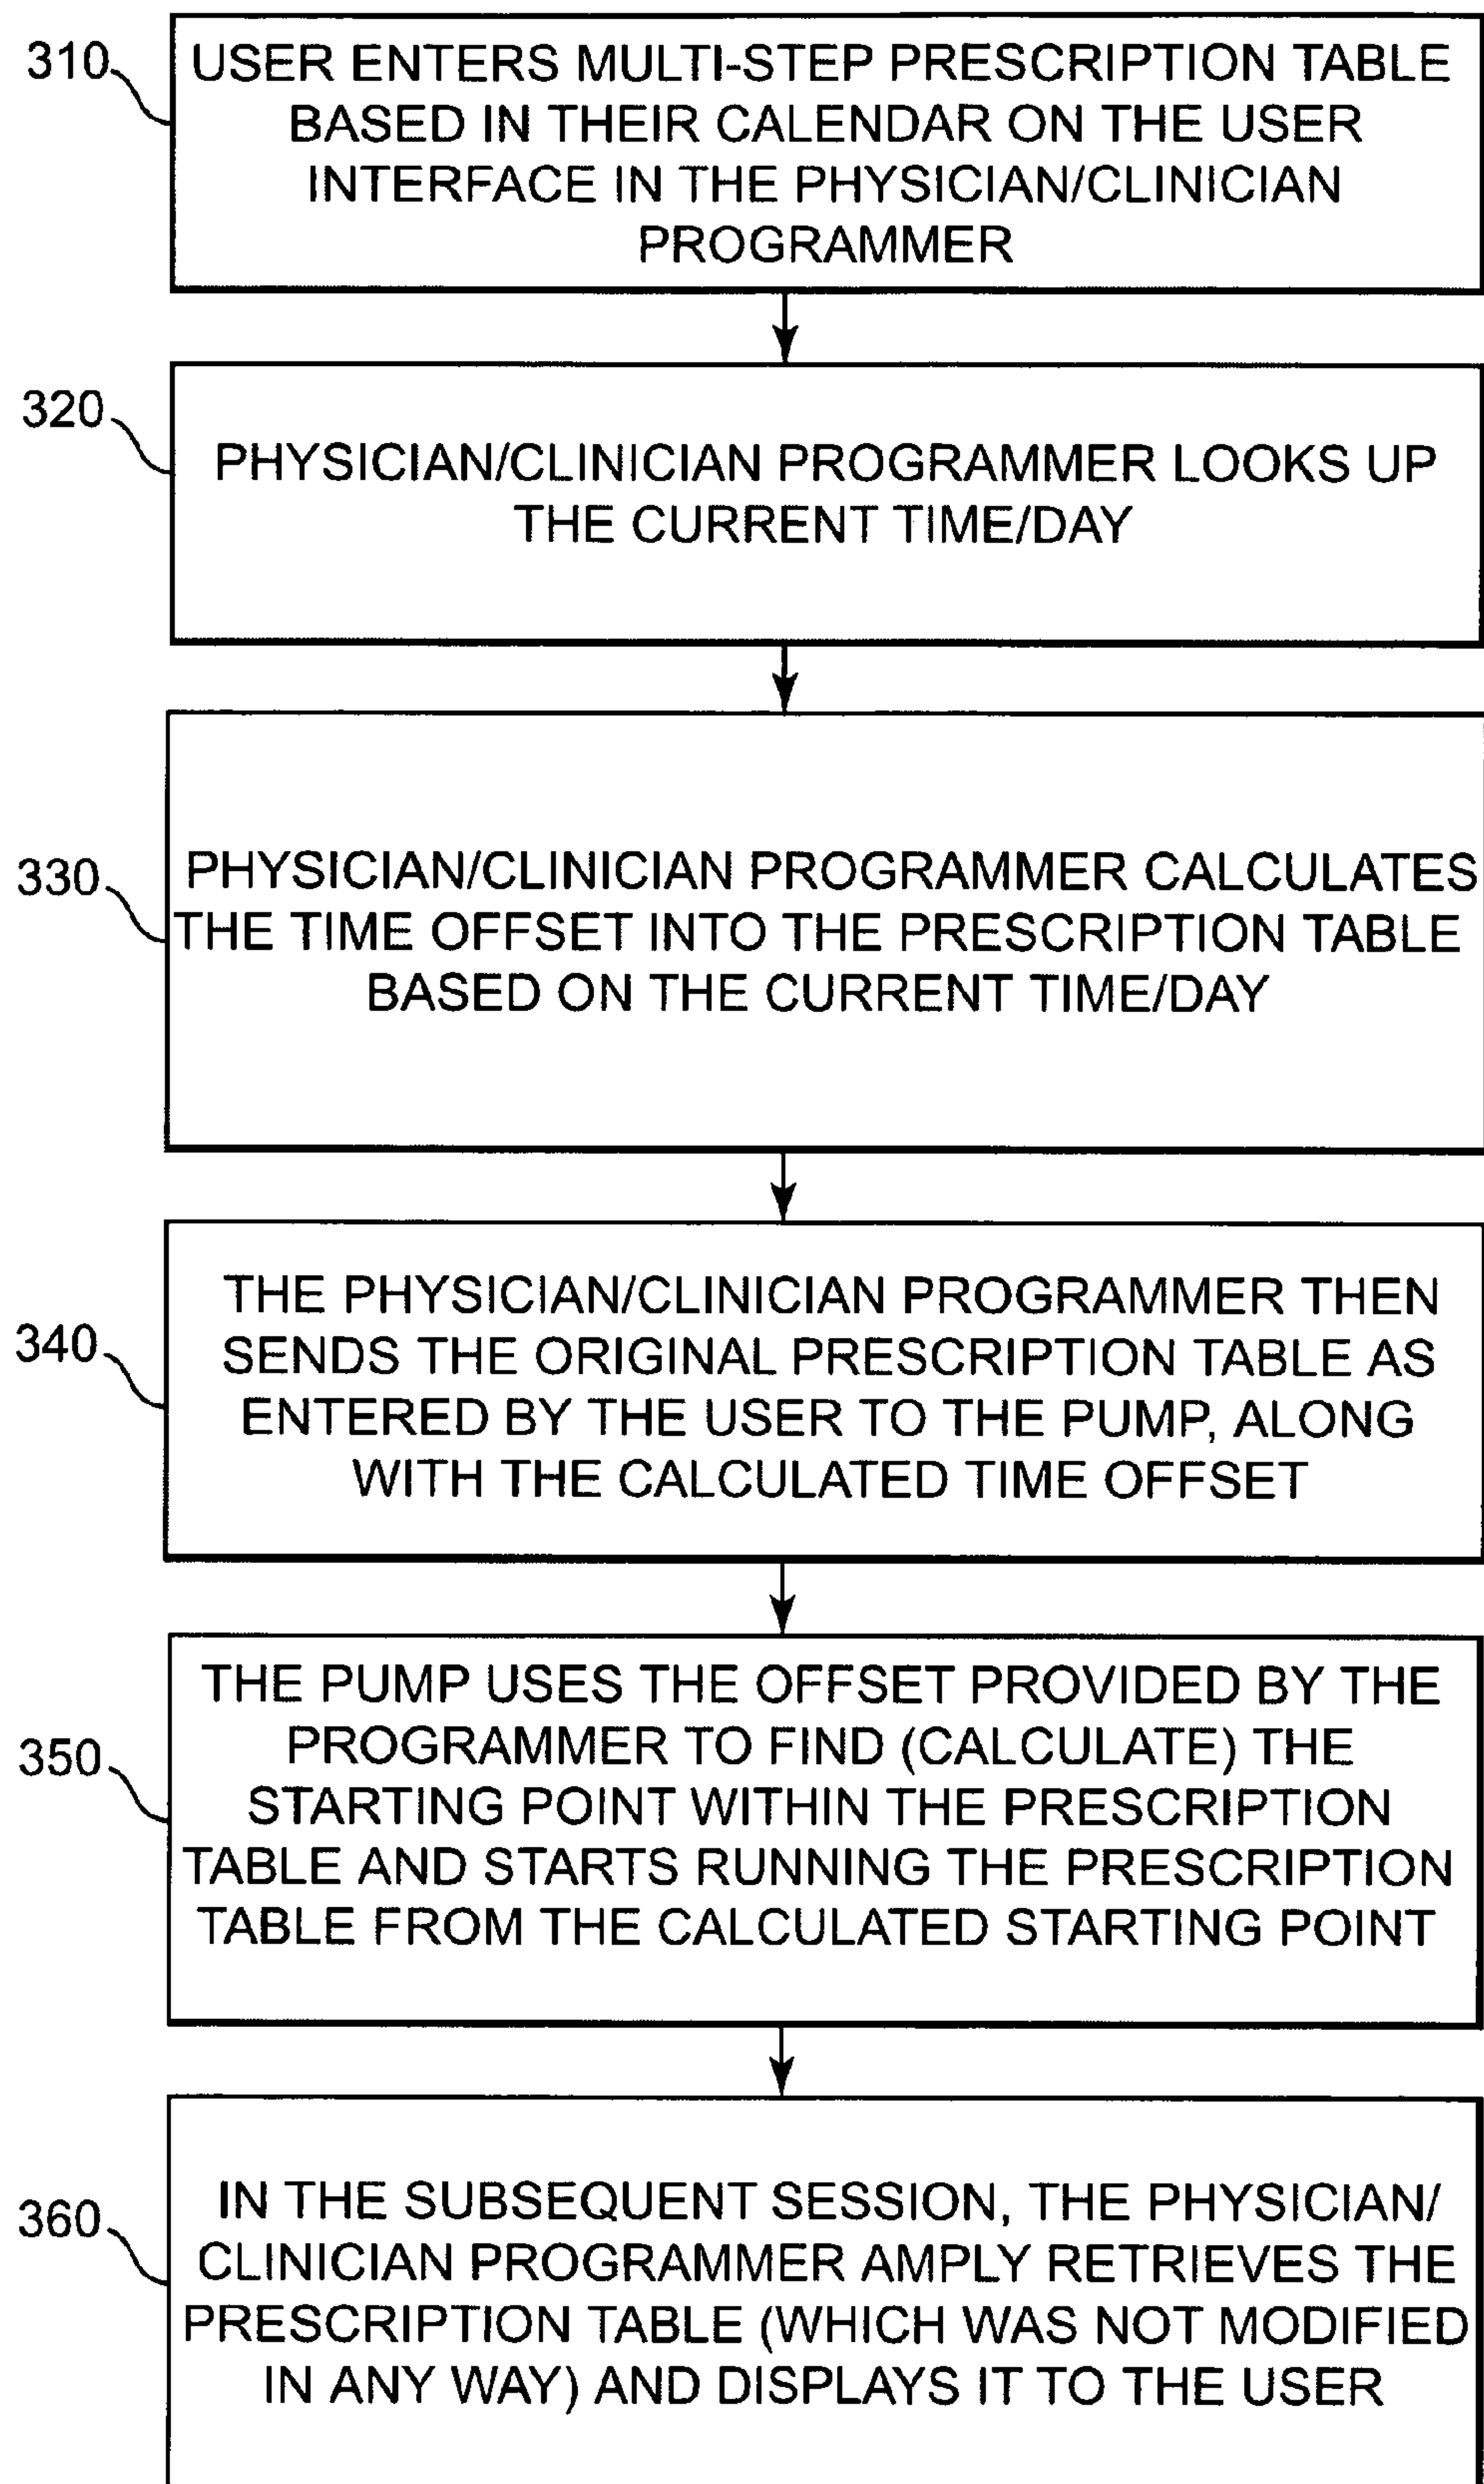 310
USER ENTERS MULTI-STEP PRESCRIPTION TABLE
BASED IN THEIR CALENDAR ON THE USER
INTERFACE IN THE PHYSICIAN/CLINICIAN
PROGRAMMER
320
PHYSICIAN/CLINICIAN PROGRAMMER LOOKS UP
THE CURRENT TIME/DAY
330
PHYSICIAN/CLINICIAN PROGRAMMER CALCULATES
THE TIME OFFSET INTO THE PRESCRIPTION TABLE
BASED ON THE CURRENT TIME/DAY
340
THE PHYSICIAN/CLINICIAN PROGRAMMER THEN
SENDS THE ORIGINAL PRESCRIPTION TABLE AS
ENTERED BY THE USER TO THE PUMP, ALONG
WITH THE CALCULATED TIME OFFSET
350
THE PUMP USES THE OFFSET PROVIDED BY THE
PROGRAMMER TO FIND (CALCULATE) THE
STARTING POINT WITHIN THE PRESCRIPTION
TABLE AND STARTS RUNNING THE PRESCRIPTION
TABLE FROM THE CALCULATED STARTING POINT
360
IN THE SUBSEQUENT SESSION, THE PHYSICIAN/
CLINICIAN PROGRAMMER AMPLY RETRIEVES THE
PRESCRIPTION TABLE (WHICH WAS NOT MODIFIED
IN ANY WAY) AND DISPLAYS IT TO THE USER